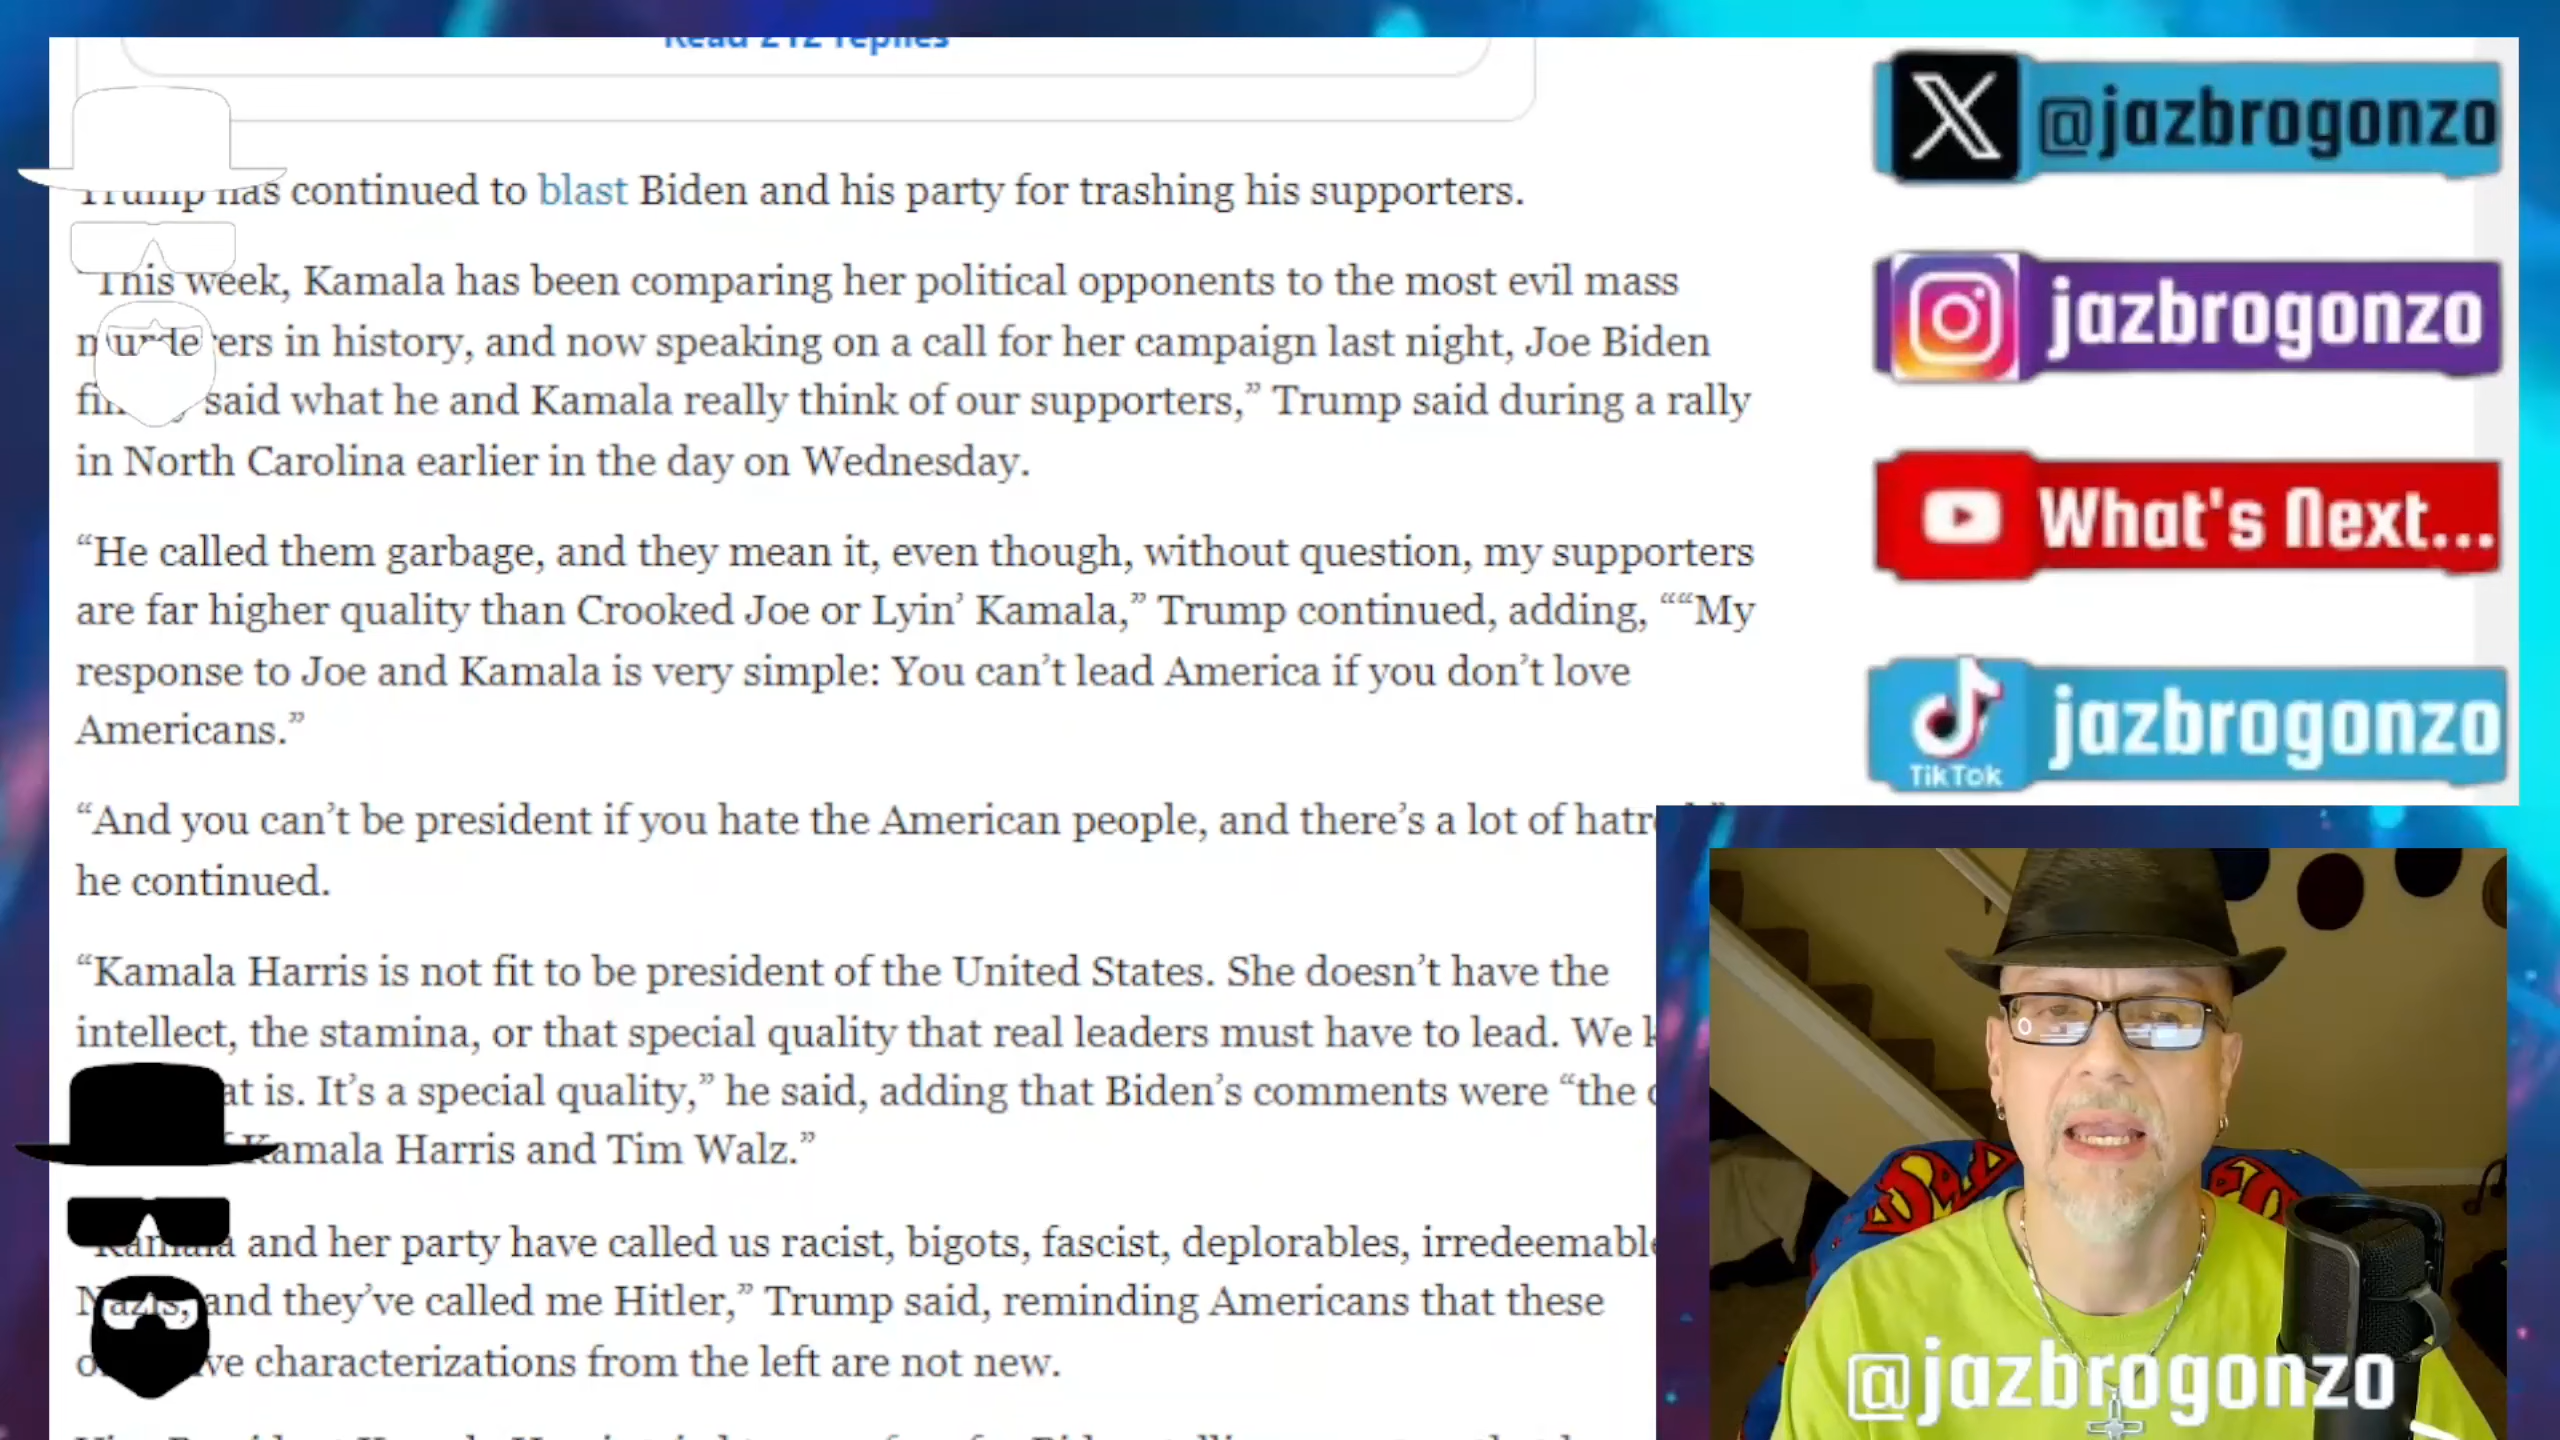 Read 212 replies
Trump has continued to blast Biden and his party for trashing his supporters.
“This week, Kamala has been comparing her political opponents to the most evil mass
murderers in history, and now speaking on a call for her campaign last night, Joe Biden
said what he and Kamala really think of our supporters,” Trump said during a rally
in North Carolina earlier in the day on Wednesday.
“He called them garbage, and they mean it, even though, without question, my supporters
are far higher quality than Crooked Joe or Lyin’ Kamala,” Trump continued, adding, ““My
response to Joe and Kamala is very simple: You can’t lead America if you don’t love
Americans.”
“And you can’t be president if you hate the American people, and there’s a lot of
he continued.
“Kamala Harris is not fit to be president of the United States. She doesn’t have the
intellect, the stamina, or that special quality that real leaders must have to lead. We
is. It’s a special quality,” he said, adding that Biden’s comments were “the
Kamala Harris and Tim Walz.”
“Kamala and her party have called us racist, bigots, fascist, deplorables, irredeemable
Nazis, and they’ve called me Hitler,” Trump said, reminding Americans that these
characterizations from the left are not new.
X @jazbrogonzo
jazbrogonzo
What's Next...
TikTok jazbrogonzo
@jazbrogonzo